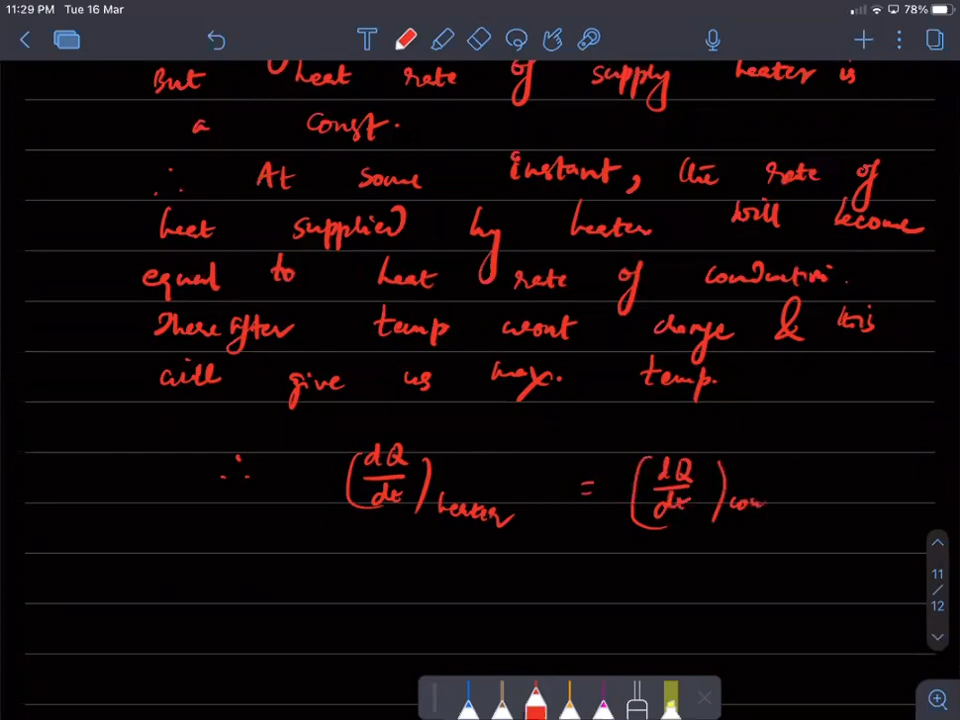 11:29 PM Tue 16 Mar 78%
T
But heat rate of supply heater is
a const.
∴ At some instant, the rate of
heat supplied by heater will become
equal to heat rate of conduction.
Thereafter temp wont change & this
will give us max. temp.
∴ (dQ/dt)heater = (dQ/dt)con
11
/
12